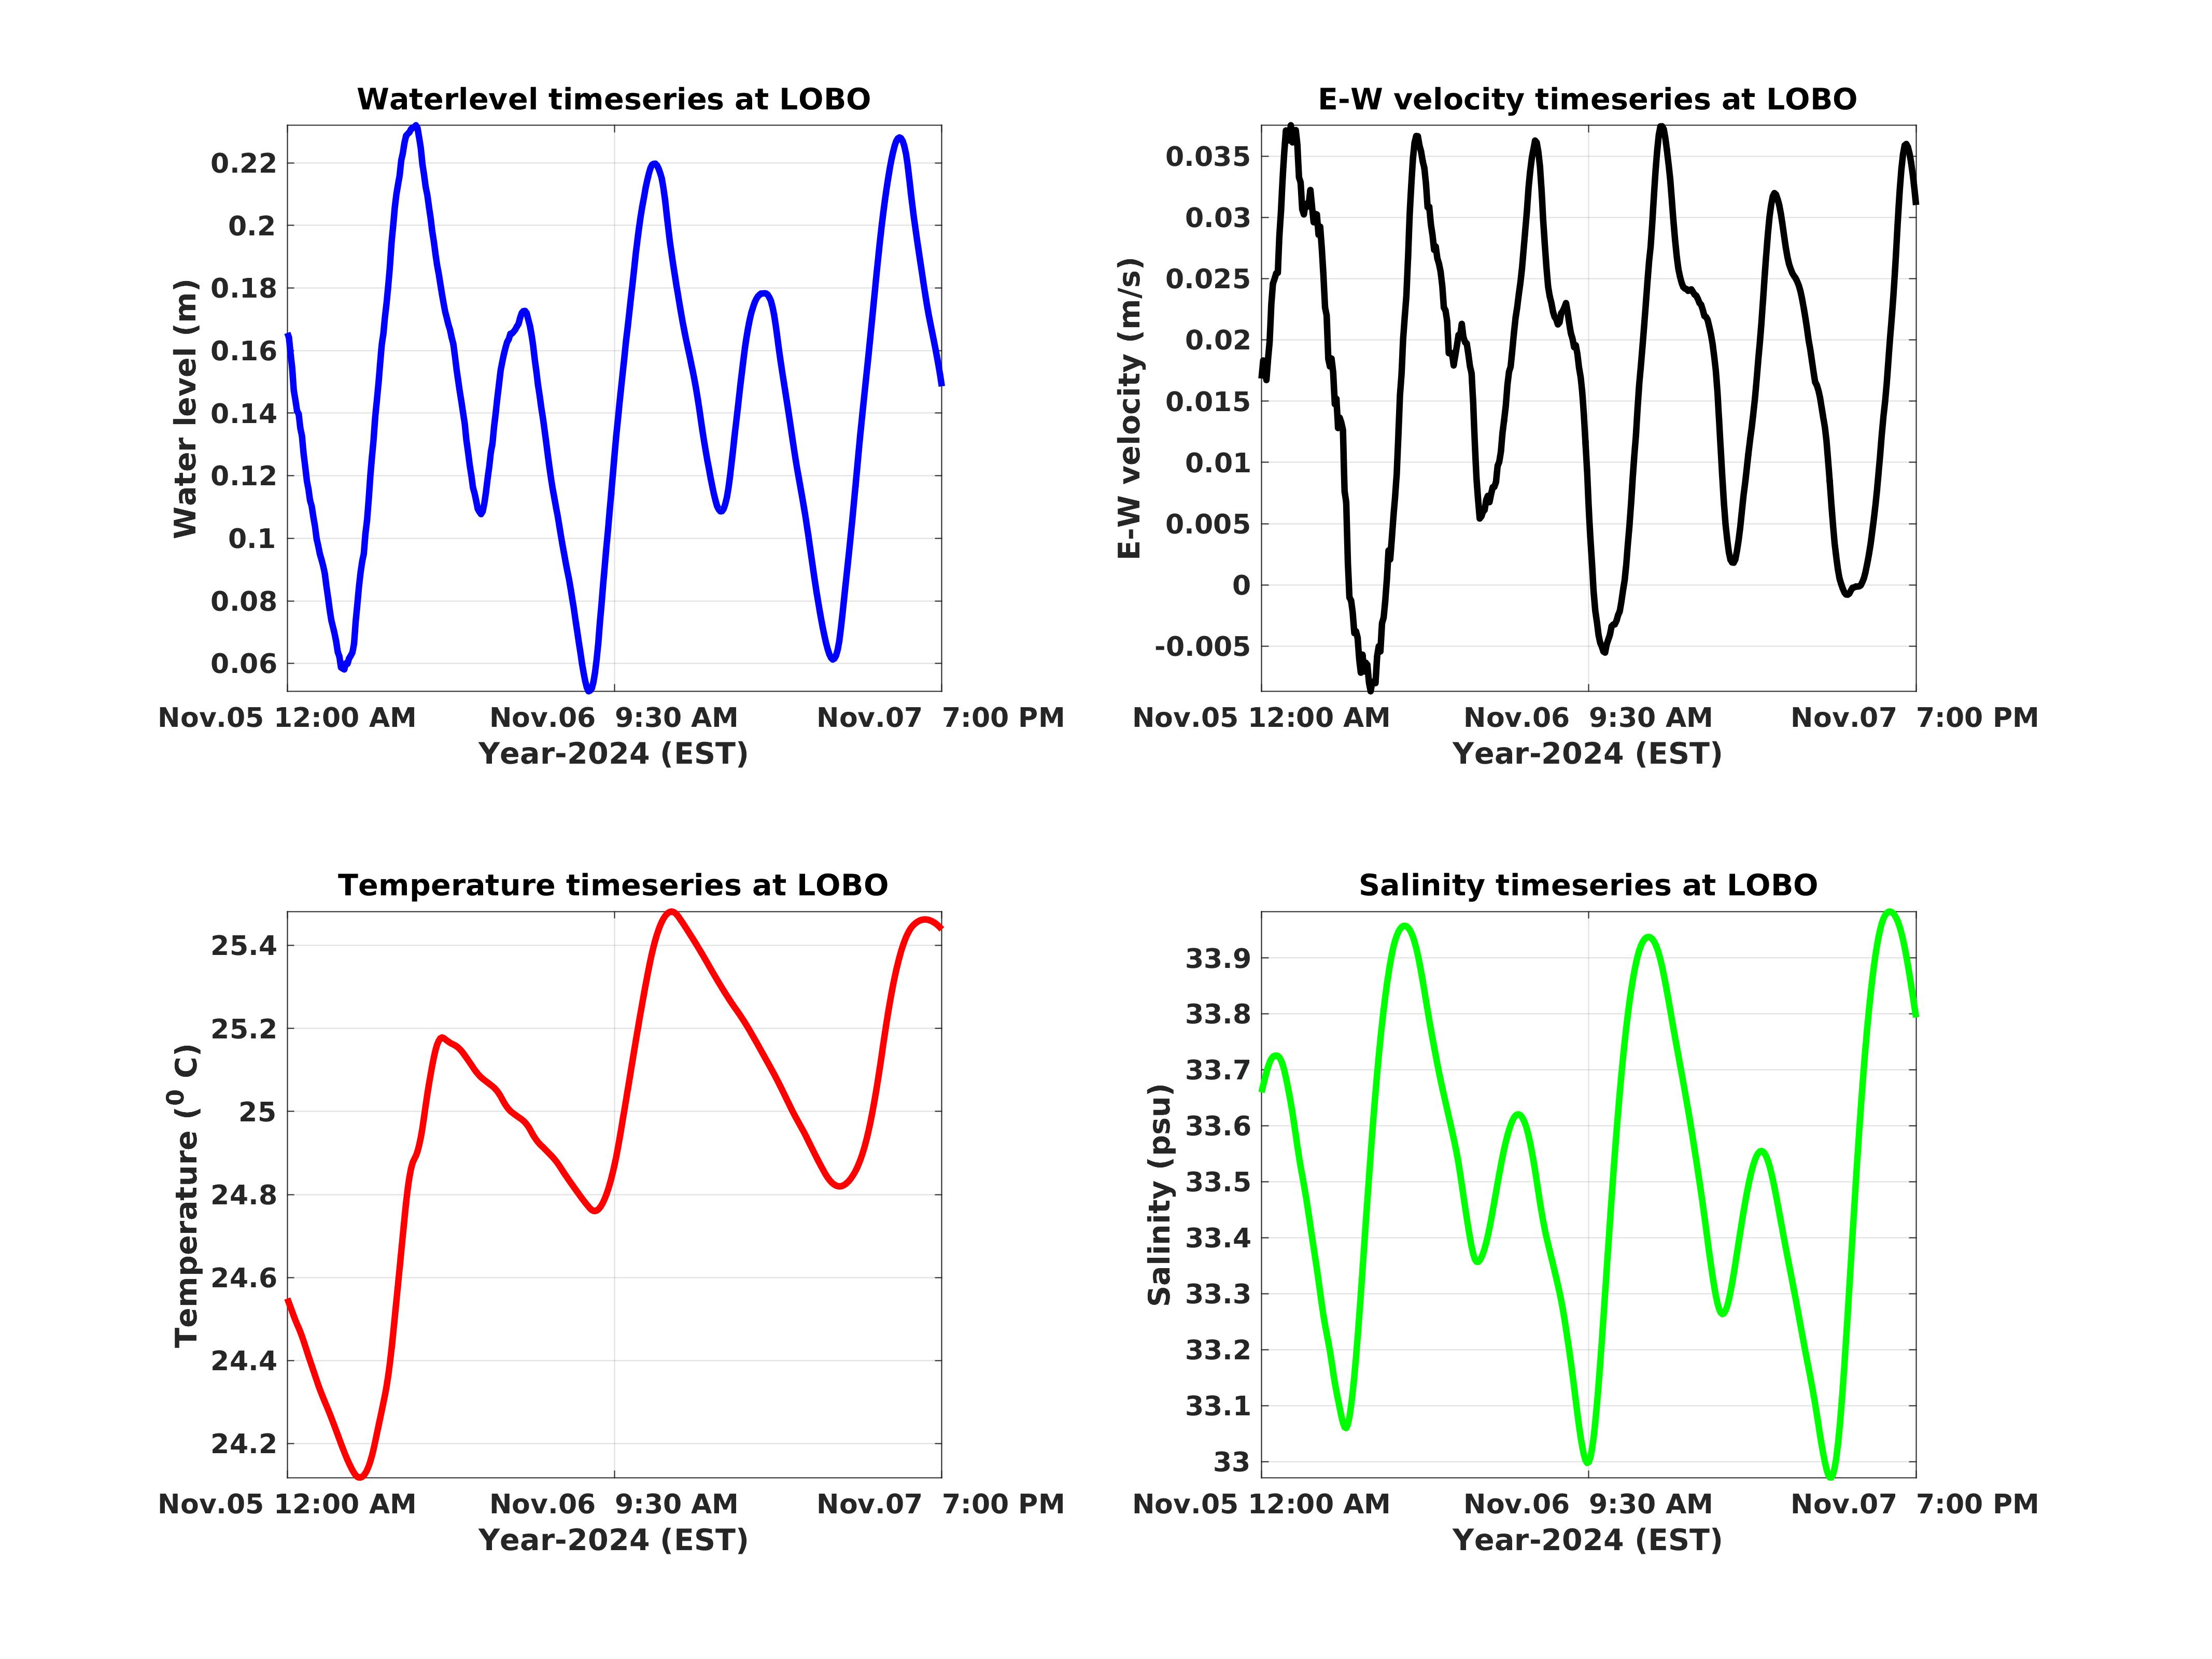 Waterlevel timeseries at LOBO
Water level (m)
0.22
0.2
0.18
0.16
0.14
0.12
0.1
0.08
0.06
Nov.05 12:00 AM Nov.06 9:30 AM Nov.07 7:00 PM
Year-2024 (EST)
E-W velocity timeseries at LOBO
E-W velocity (m/s)
0.035
0.03
0.025
0.02
0.015
0.01
0.005
0
-0.005
Nov.05 12:00 AM Nov.06 9:30 AM Nov.07 7:00 PM
Year-2024 (EST)
Temperature timeseries at LOBO
Temperature (⁰ C)
25.4
25.2
25
24.8
24.6
24.4
24.2
Nov.05 12:00 AM Nov.06 9:30 AM Nov.07 7:00 PM
Year-2024 (EST)
Salinity timeseries at LOBO
Salinity (psu)
33.9
33.8
33.7
33.6
33.5
33.4
33.3
33.2
33.1
33
Nov.05 12:00 AM Nov.06 9:30 AM Nov.07 7:00 PM
Year-2024 (EST)